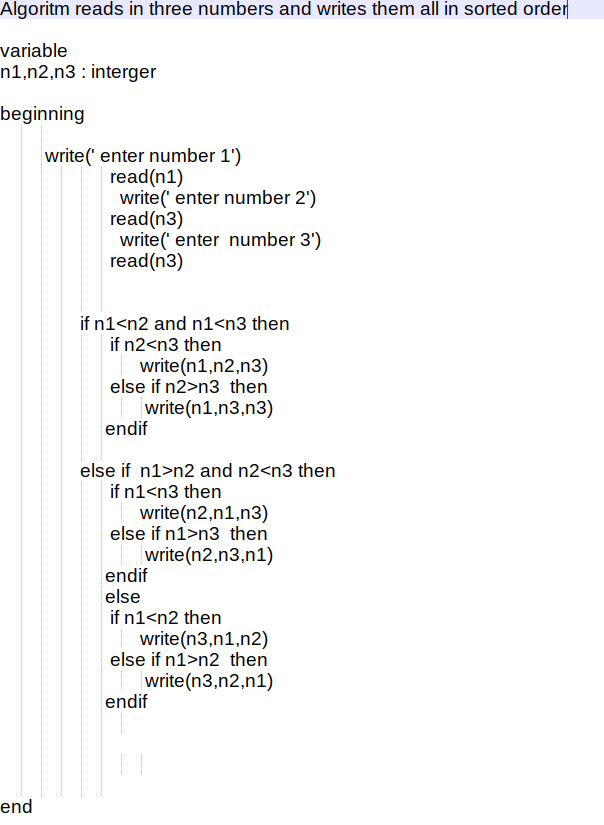 Algoritm reads in three numbers and writes them all in sorted order
variable
n1,n2,n3 : interger
beginning
write(' enter number 1')
read(n1)
write(' enter number 2')
read(n3)
write(' enter  number 3')
read(n3)
if n1<n2 and n1<n3 then
if n2<n3 then
write(n1,n2,n3)
else if n2>n3  then
write(n1,n3,n3)
endif
else if  n1>n2 and n2<n3 then
if n1<n3 then
write(n2,n1,n3)
else if n1>n3  then
write(n2,n3,n1)
endif
else
if n1<n2 then
write(n3,n1,n2)
else if n1>n2  then
write(n3,n2,n1)
endif
end